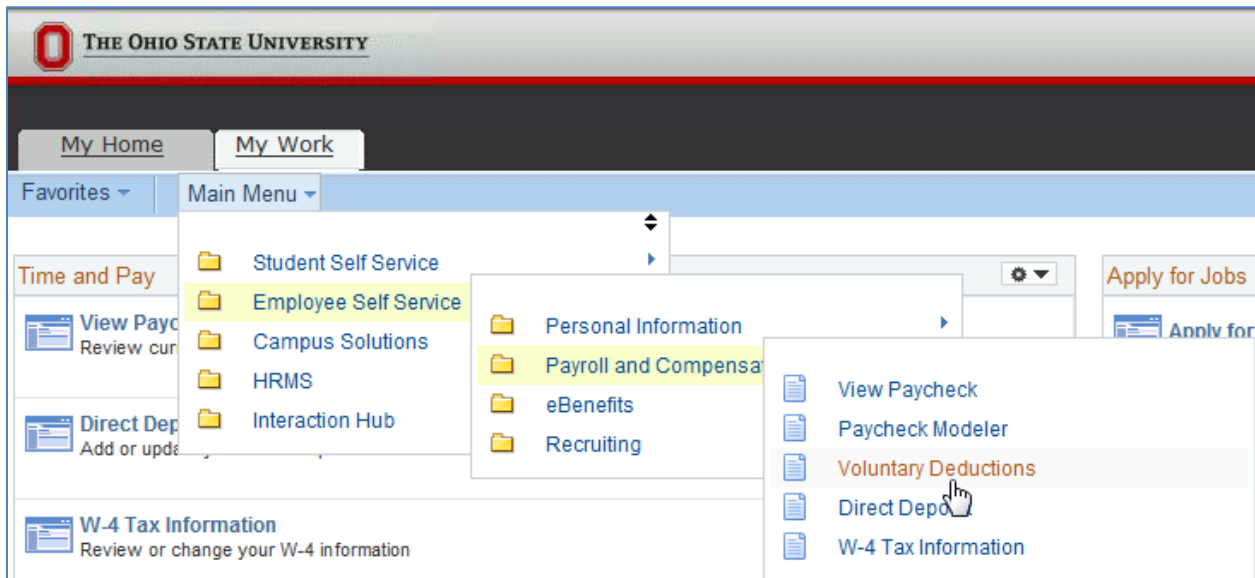 THE OHIO STATE UNIVERSITY
My Home
My Work
Favorites
Main Menu
Time and Pay
Student Self Service
Employee Self Service
Campus Solutions
HRMS
Interaction Hub
Personal Information
Payroll and Compensat
eBenefits
Recruiting
View Paycheck
Paycheck Modeler
Voluntary Deductions
Direct Depo
W-4 Tax Information
View Payc
Review cur
Direct Dep
Add or upda
W-4 Tax Information
Review or change your W-4 information
Apply for Jobs
Apply for